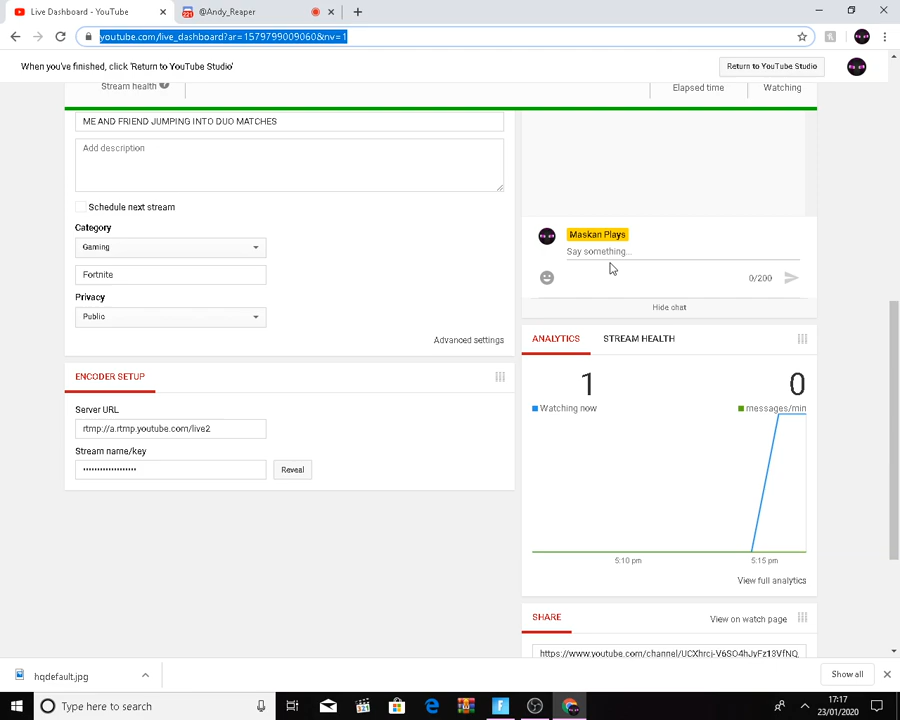 Live Dashboard - YouTube
@Andy_Reaper
youtube.com/live_dashboard?ar=1579799009060&nv=1
When you've finished, click 'Return to YouTube Studio'
Return to YouTube Studio
Stream health
Elapsed time
Watching
ME AND FRIEND JUMPING INTO DUO MATCHES
Add description
Schedule next stream
Category
Gaming
Fortnite
Privacy
Public
Advanced settings
ENCODER SETUP
Server URL
rtmp://a.rtmp.youtube.com/live2
Stream name/key
Reveal
Maskan Plays
Say something...
0/200
Hide chat
ANALYTICS
STREAM HEALTH
1
Watching now
0
messages/min
5:10 pm
5:15 pm
View full analytics
SHARE
View on watch page
hqdefault.jpg
Show all
Type here to search
17:17
23/01/2020